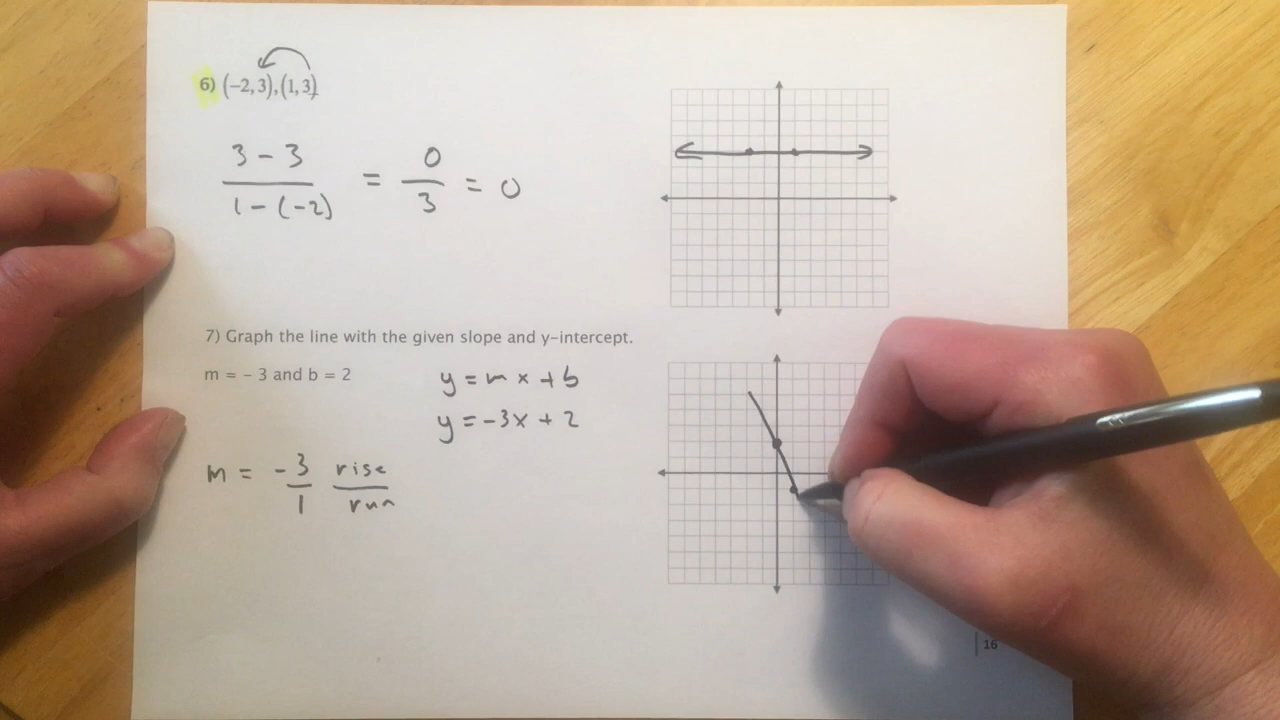 6) (−2,3),(1,3)
3 - 3 / 1 - (-2) = 0 / 3 = 0
7) Graph the line with the given slope and y-intercept.
m = - 3 and b = 2
y = mx + b
y = -3x + 2
m = -3 / 1 rise / run
16